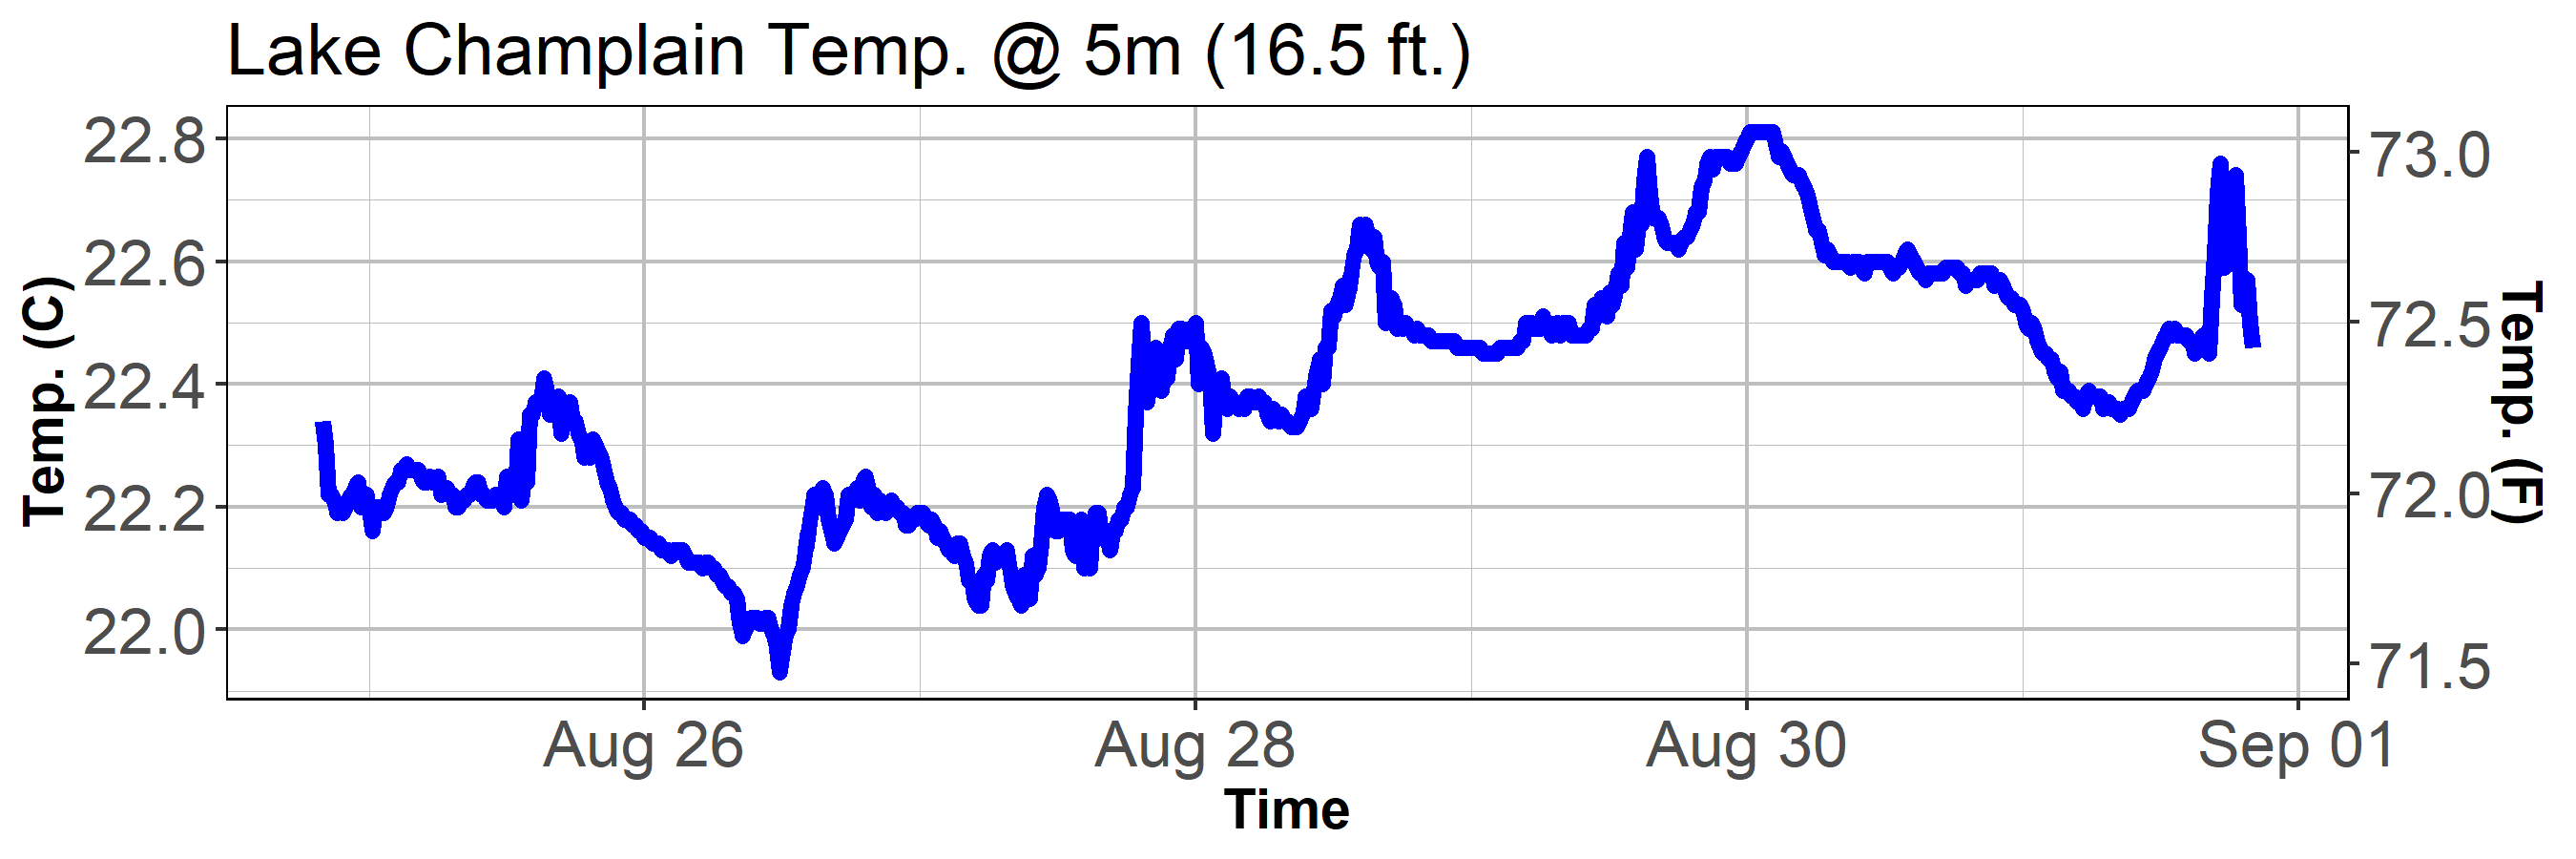 Lake Champlain Temp. @ 5m (16.5 ft.)
Temp. (C)
22.8
22.6
22.4
22.2
22.0
73.0
72.5
72.0
71.5
Temp. (F)
Aug 26
Aug 28
Aug 30
Sep 01
Time